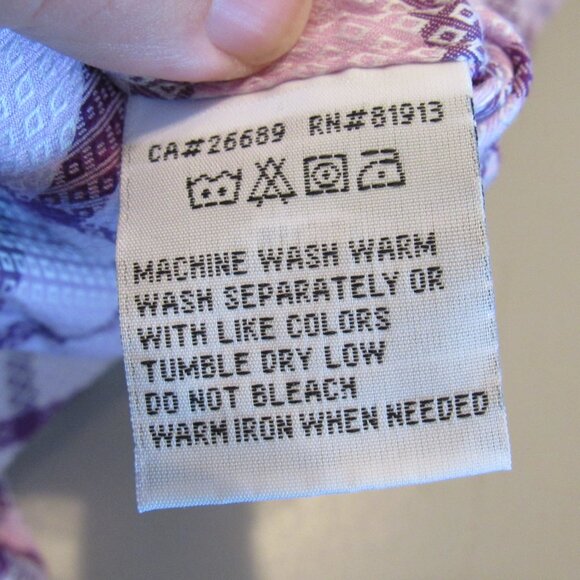 CA#26689 RN#81913
MACHINE WASH WARM
WASH SEPARATELY OR
WITH LIKE COLORS
TUMBLE DRY LOW
DO NOT BLEACH
WARM IRON WHEN NEEDED